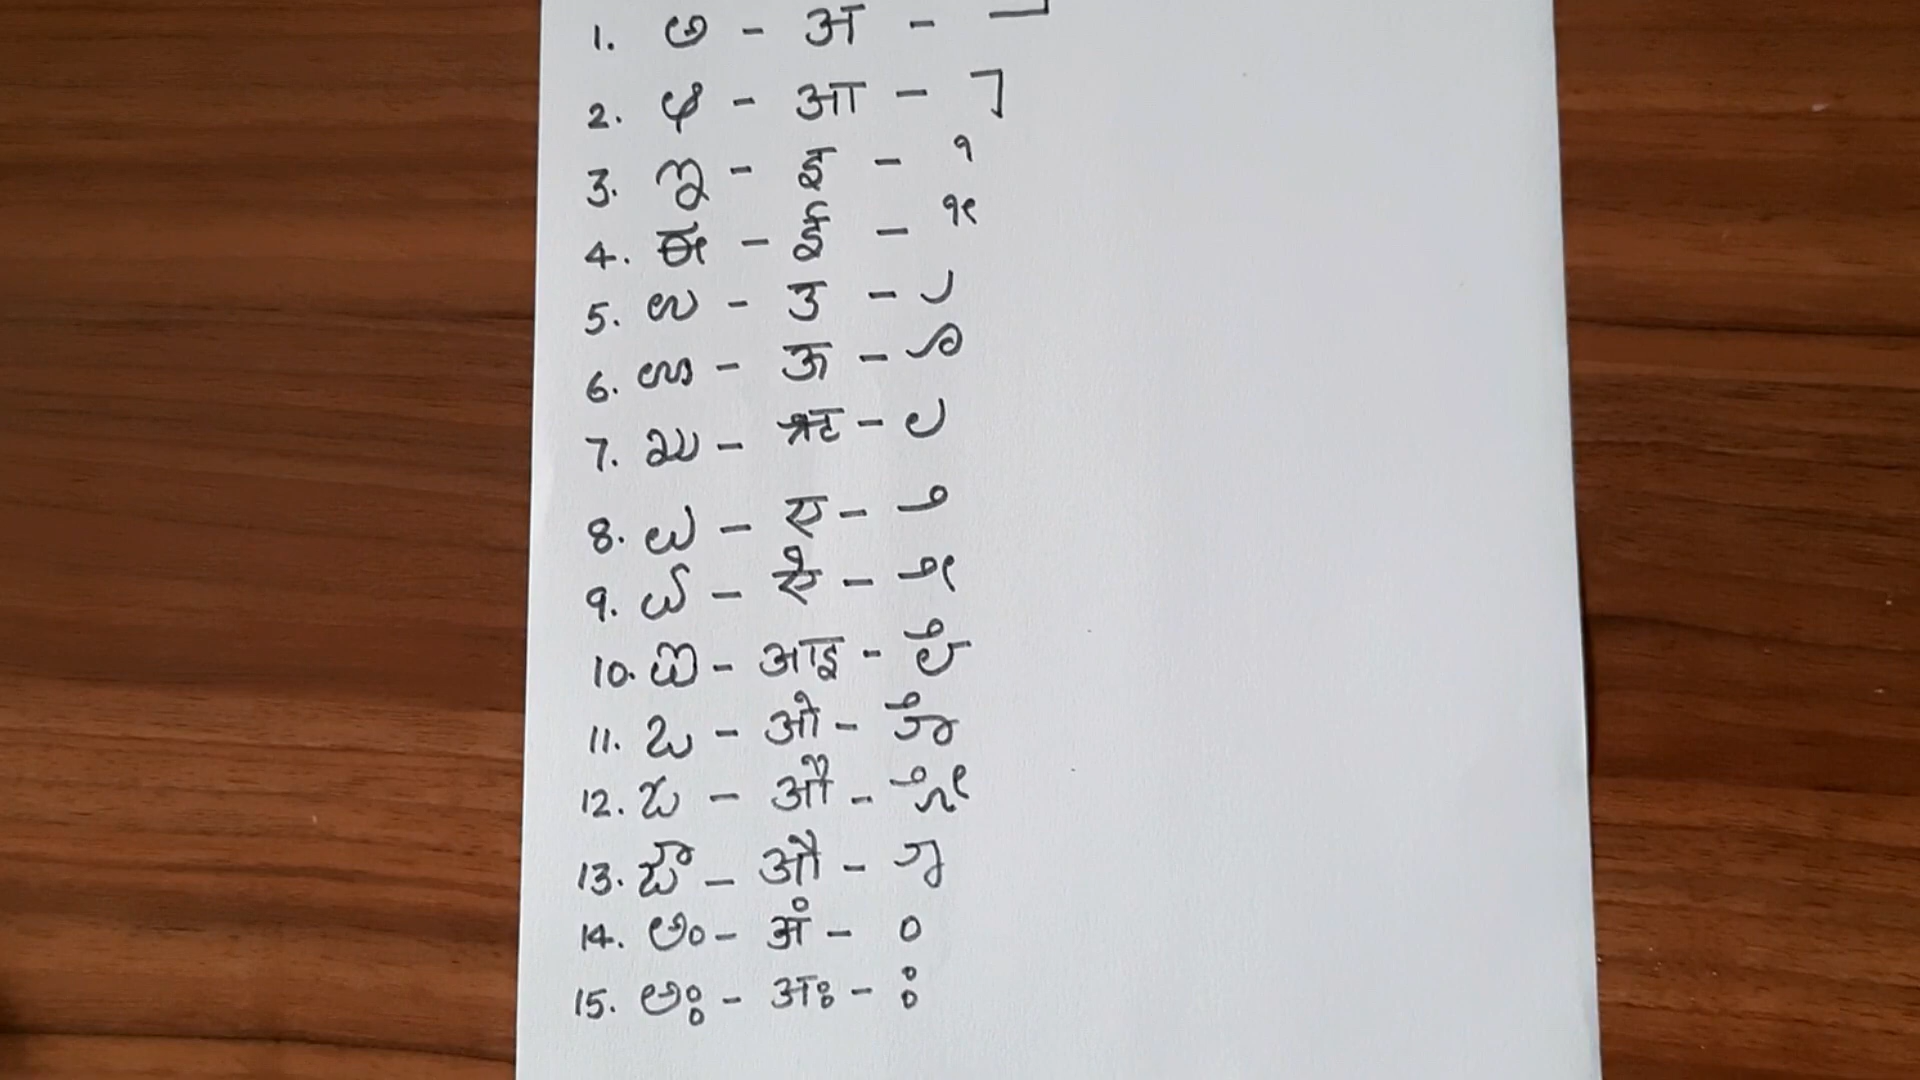 1. ಅ - अ -
2. ಆ - आ -
3. ಇ - इ -
4. ಈ - ई -
5. ಉ - उ -
6. ಊ - ऊ - ೂ
7. ಋ - ऋ - ೃ
8. ಎ - ए - ೆ
9. ಏ - ऐ - ೇ
10. ಐ - आइ - ೈ
11. ಒ - ओ - ೊ
12. ಓ - औ - ೋ
13. ಔ - औ - ೌ
14. ಅಂ - अं - ಂ
15. ಅಃ - अः - ಃ